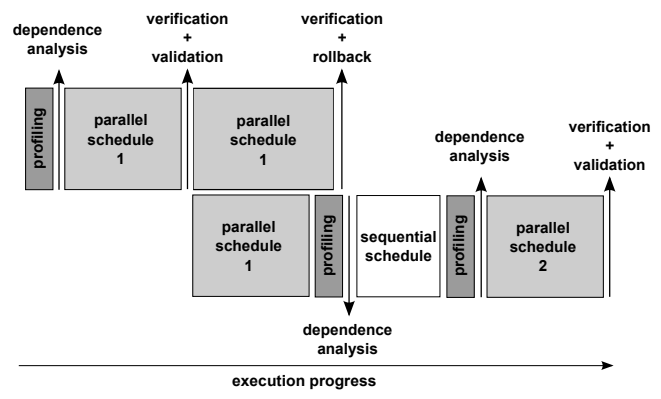 dependence
analysis
verification
+
validation
verification
+
rollback
profiling
parallel
schedule
1
parallel
schedule
1
dependence
analysis
verification
+
validation
parallel
schedule
1
profiling
sequential
schedule
profiling
parallel
schedule
2
dependence
analysis
execution progress